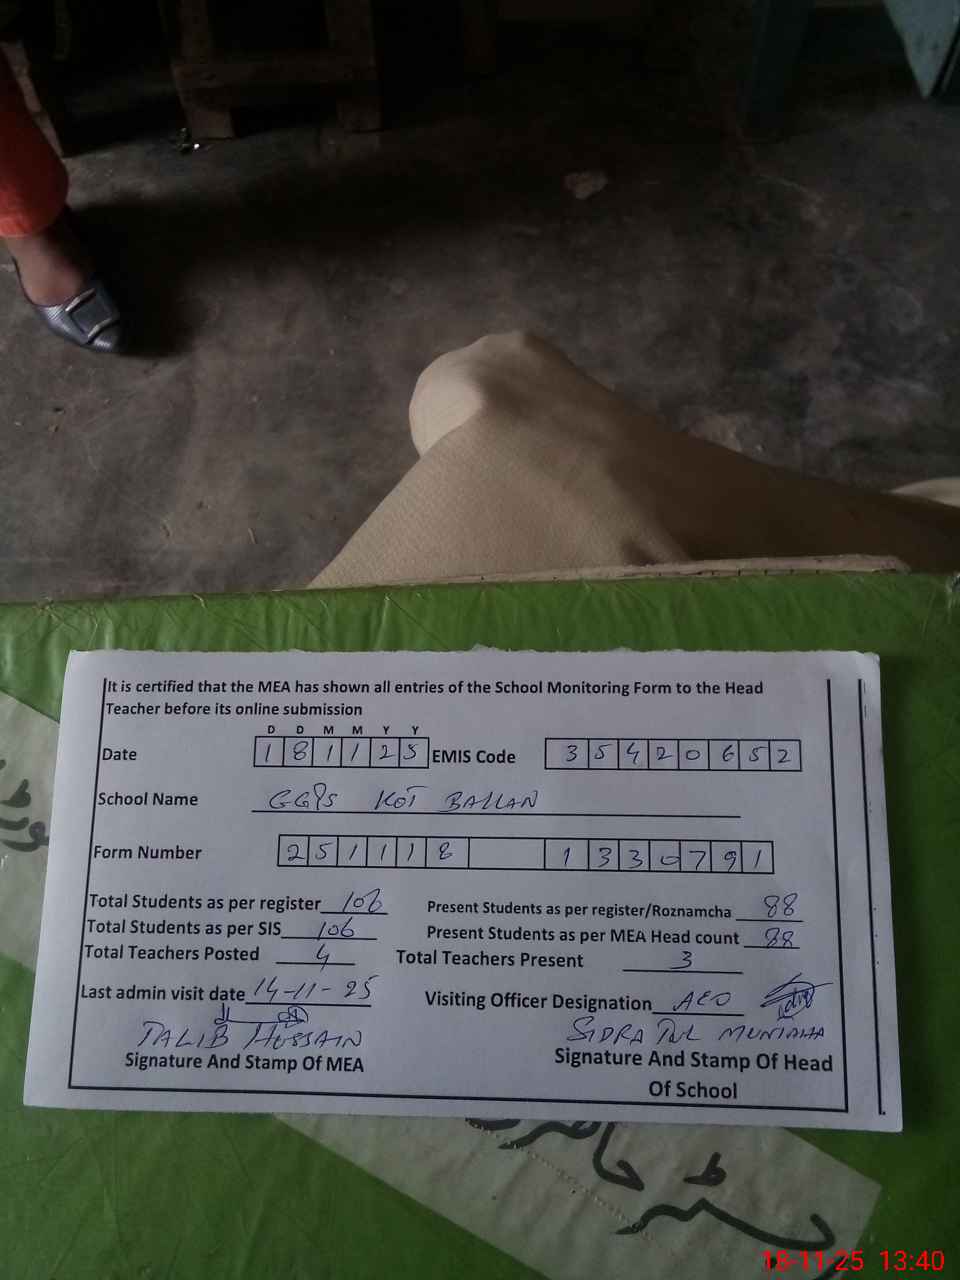 It is certified that the MEA has shown all entries of the School Monitoring Form to the Head
Teacher before its online submission
D D M M Y Y
Date 1 8 1 1 2 5 EMIS Code 3 5 4 2 0 6 5 2
School Name GGPS KOT BALLAN
Form Number 2 5 1 1 1 8 1 3 3 0 7 9 1
Total Students as per register 106 Present Students as per register/Roznamcha 88
Total Students as per SIS 106 Present Students as per MEA Head count 88
Total Teachers Posted 4 Total Teachers Present 3
Last admin visit date 14-11-25 Visiting Officer Designation AEO
TALIB HUSSAIN SIDRA TUL MUNTAHA
Signature And Stamp Of MEA Signature And Stamp Of Head
Of School
رجسٹر حاضری
18-11-25 13:40